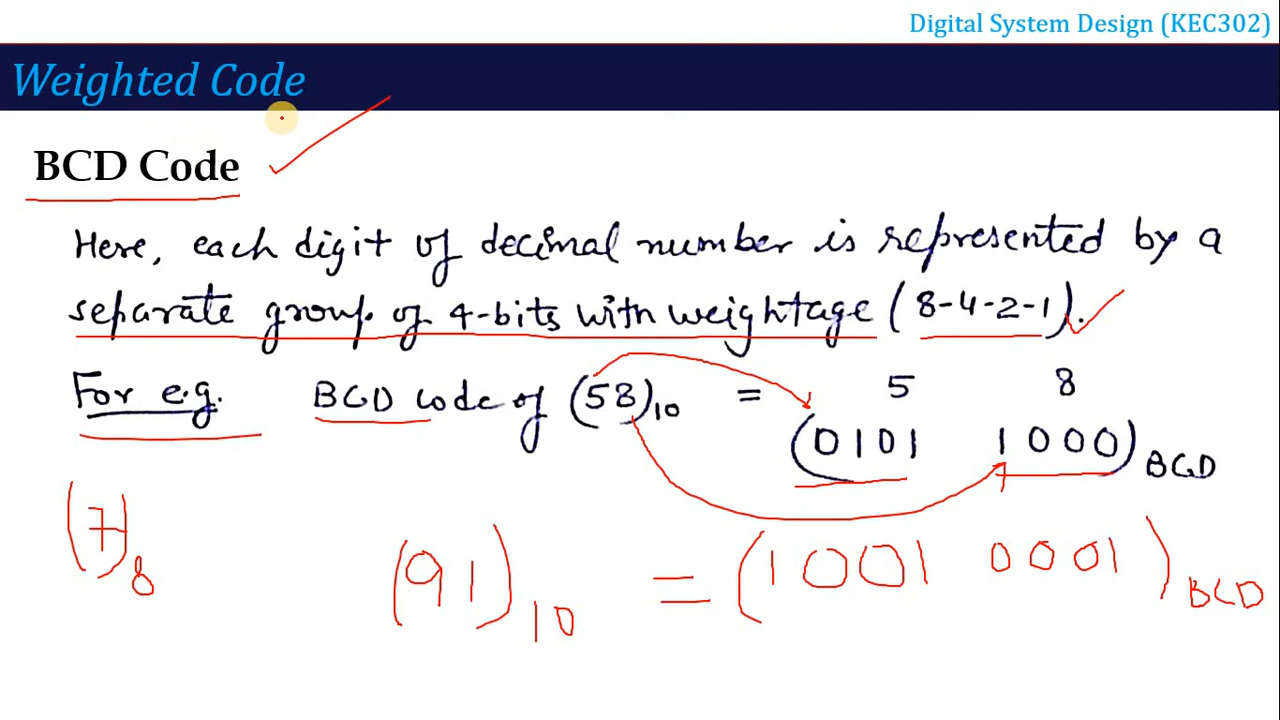 Digital System Design (KEC302)
Weighted Code
BCD Code
Here, each digit of decimal number is represented by a
separate group of 4-bits with weightage (8-4-2-1).
For e.g. BCD code of (58)10 = 5 8
(0101 1000)BCD
(7)8
(91)10 = (1001 0001)BCD